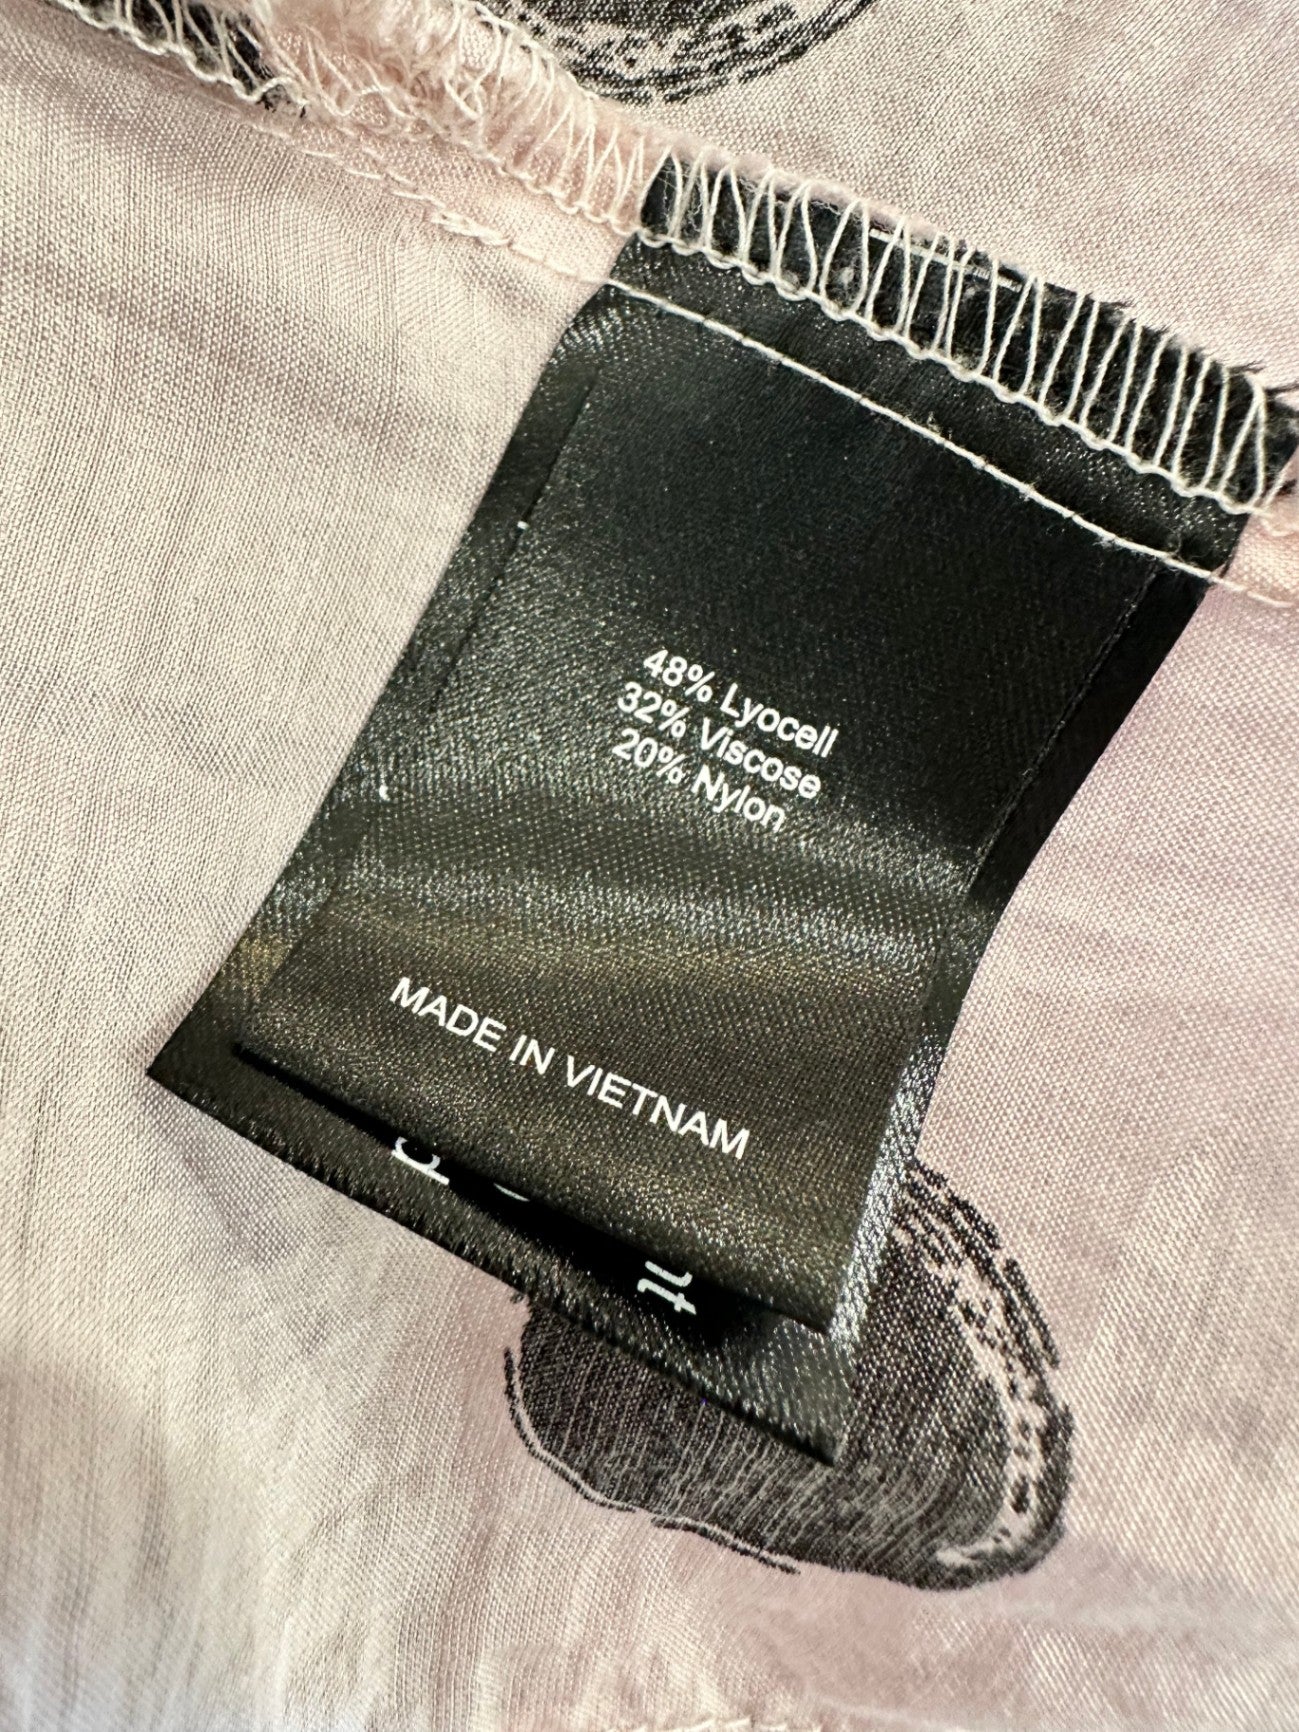 48% Lyocell
32% Viscose
20% Nylon
MADE IN VIETNAM